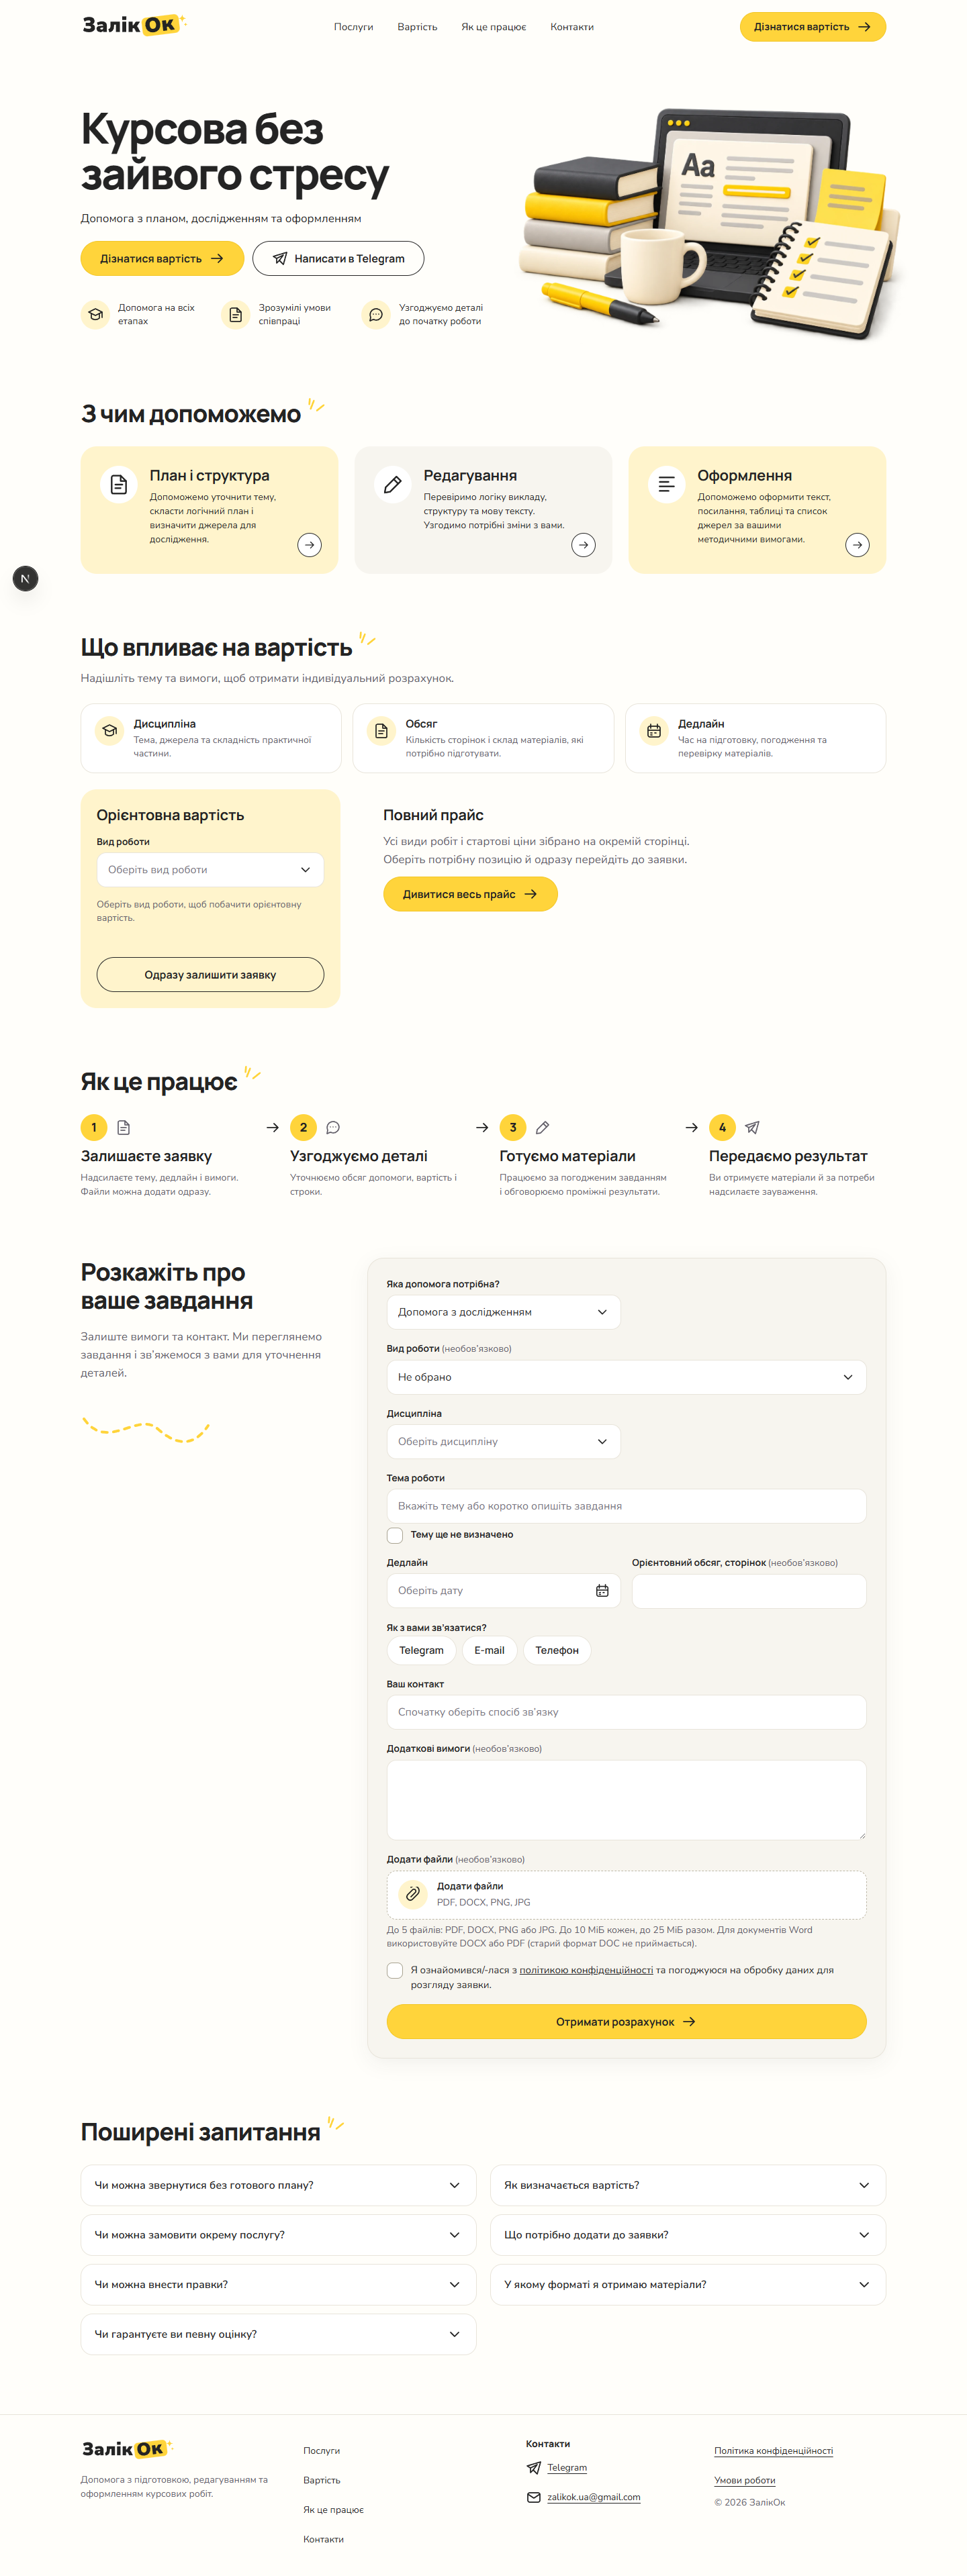 ЗалікОк
Послуги
Вартість
Як це працює
Контакти
Дізнатися вартість
Курсова без
зайвого стресу
Допомога з планом, дослідженням та оформленням
Дізнатися вартість
Написати в Telegram
Допомога на всіх
етапах
Зрозумілі умови
співпраці
Узгоджуємо деталі
до початку роботи
Aa
З чим допоможемо
План і структура
Допоможемо уточнити тему,
скласти логічний план і
визначити джерела для
дослідження.
Редагування
Перевіримо логіку викладу,
структуру та мову тексту.
Узгодимо потрібні зміни з вами.
Оформлення
Допоможемо оформити текст,
посилання, таблиці та список
джерел за вашими
методичними вимогами.
N
Що впливає на вартість
Надішліть тему та вимоги, щоб отримати індивідуальний розрахунок.
Дисципліна
Тема, джерела та складність практичної
частини.
Обсяг
Кількість сторінок і склад матеріалів, які
потрібно підготувати.
Дедлайн
Час на підготовку, погодження та
перевірку матеріалів.
Орієнтовна вартість
Вид роботи
Оберіть вид роботи
Оберіть вид роботи, щоб побачити орієнтовну
вартість.
Одразу залишити заявку
Повний прайс
Усі види робіт і стартові ціни зібрано на окремій сторінці.
Оберіть потрібну позицію й одразу перейдіть до заявки.
Дивитися весь прайс
Як це працює
1
Залишаєте заявку
Надсилаєте тему, дедлайн і вимоги.
Файли можна додати одразу.
2
Узгоджуємо деталі
Уточнюємо обсяг допомоги, вартість і
строки.
3
Готуємо матеріали
Працюємо за погодженим завданням
і обговорюємо проміжні результати.
4
Передаємо результат
Ви отримуєте матеріали й за потреби
надсилаєте зауваження.
Розкажіть про
ваше завдання
Залиште вимоги та контакт. Ми переглянемо
завдання і зв’яжемося з вами для уточнення
деталей.
Яка допомога потрібна?
Допомога з дослідженням
Вид роботи (необов’язково)
Не обрано
Дисципліна
Оберіть дисципліну
Тема роботи
Вкажіть тему або коротко опишіть завдання
Тему ще не визначено
Дедлайн
Оберіть дату
Орієнтовний обсяг, сторінок (необов’язково)
Як з вами зв’язатися?
Telegram
E-mail
Телефон
Ваш контакт
Спочатку оберіть спосіб зв’язку
Додаткові вимоги (необов’язково)
Додати файли (необов’язково)
Додати файли
PDF, DOCX, PNG, JPG
До 5 файлів: PDF, DOCX, PNG або JPG. До 10 МіБ кожен, до 25 МіБ разом. Для документів Word
використовуйте DOCX або PDF (старий формат DOC не приймається).
Я ознайомився/-лася з політикою конфіденційності та погоджуюся на обробку даних для
розгляду заявки.
Отримати розрахунок
Поширені запитання
Чи можна звернутися без готового плану?
Як визначається вартість?
Чи можна замовити окрему послугу?
Що потрібно додати до заявки?
Чи можна внести правки?
У якому форматі я отримаю матеріали?
Чи гарантуєте ви певну оцінку?
ЗалікОк
Допомога з підготовкою, редагуванням та
оформленням курсових робіт.
Послуги
Вартість
Як це працює
Контакти
Контакти
Telegram
zalikok.ua@gmail.com
Політика конфіденційності
Умови роботи
© 2026 ЗалікОк